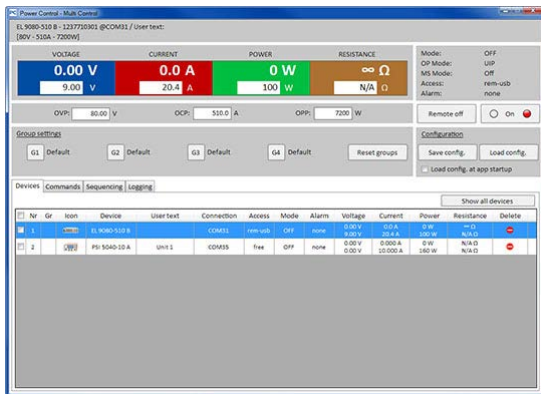 Power Control - Multi Control
EL 9080-510 B - 1237710301 @COM31 / User text:
[80V - 510A - 7200W]
VOLTAGE CURRENT POWER RESISTANCE
0.00 V 0.0 A 0 W ∞ Ω
9.00 V 20.4 A 100 W N/A Ω
Mode: OFF
OP Mode: UIP
MS Mode: Off
Access: rem-usb
Alarm: none
OVP: 80.00 V OCP: 510.0 A OPP: 7200 W
Remote off On
Group settings
G1 Default G2 Default G3 Default G4 Default Reset groups
Configuration
Save config. Load config.
Load config. at app startup
Devices Commands Sequencing Logging
Show all devices
Nr Gr Icon Device User text Connection Access Mode Alarm Voltage Current Power Resistance Delete
1 EL 9080-510 B COM31 rem-usb OFF none 0.00 V 0.0 A 0 W ∞ Ω
9.00 V 20.4 A 100 W N/A Ω
2 PSI 5040-10 A Unit 1 COM35 free OFF none 0.00 V 0.000 A 0 W N/A Ω
0.00 V 10.000 A 160 W N/A Ω